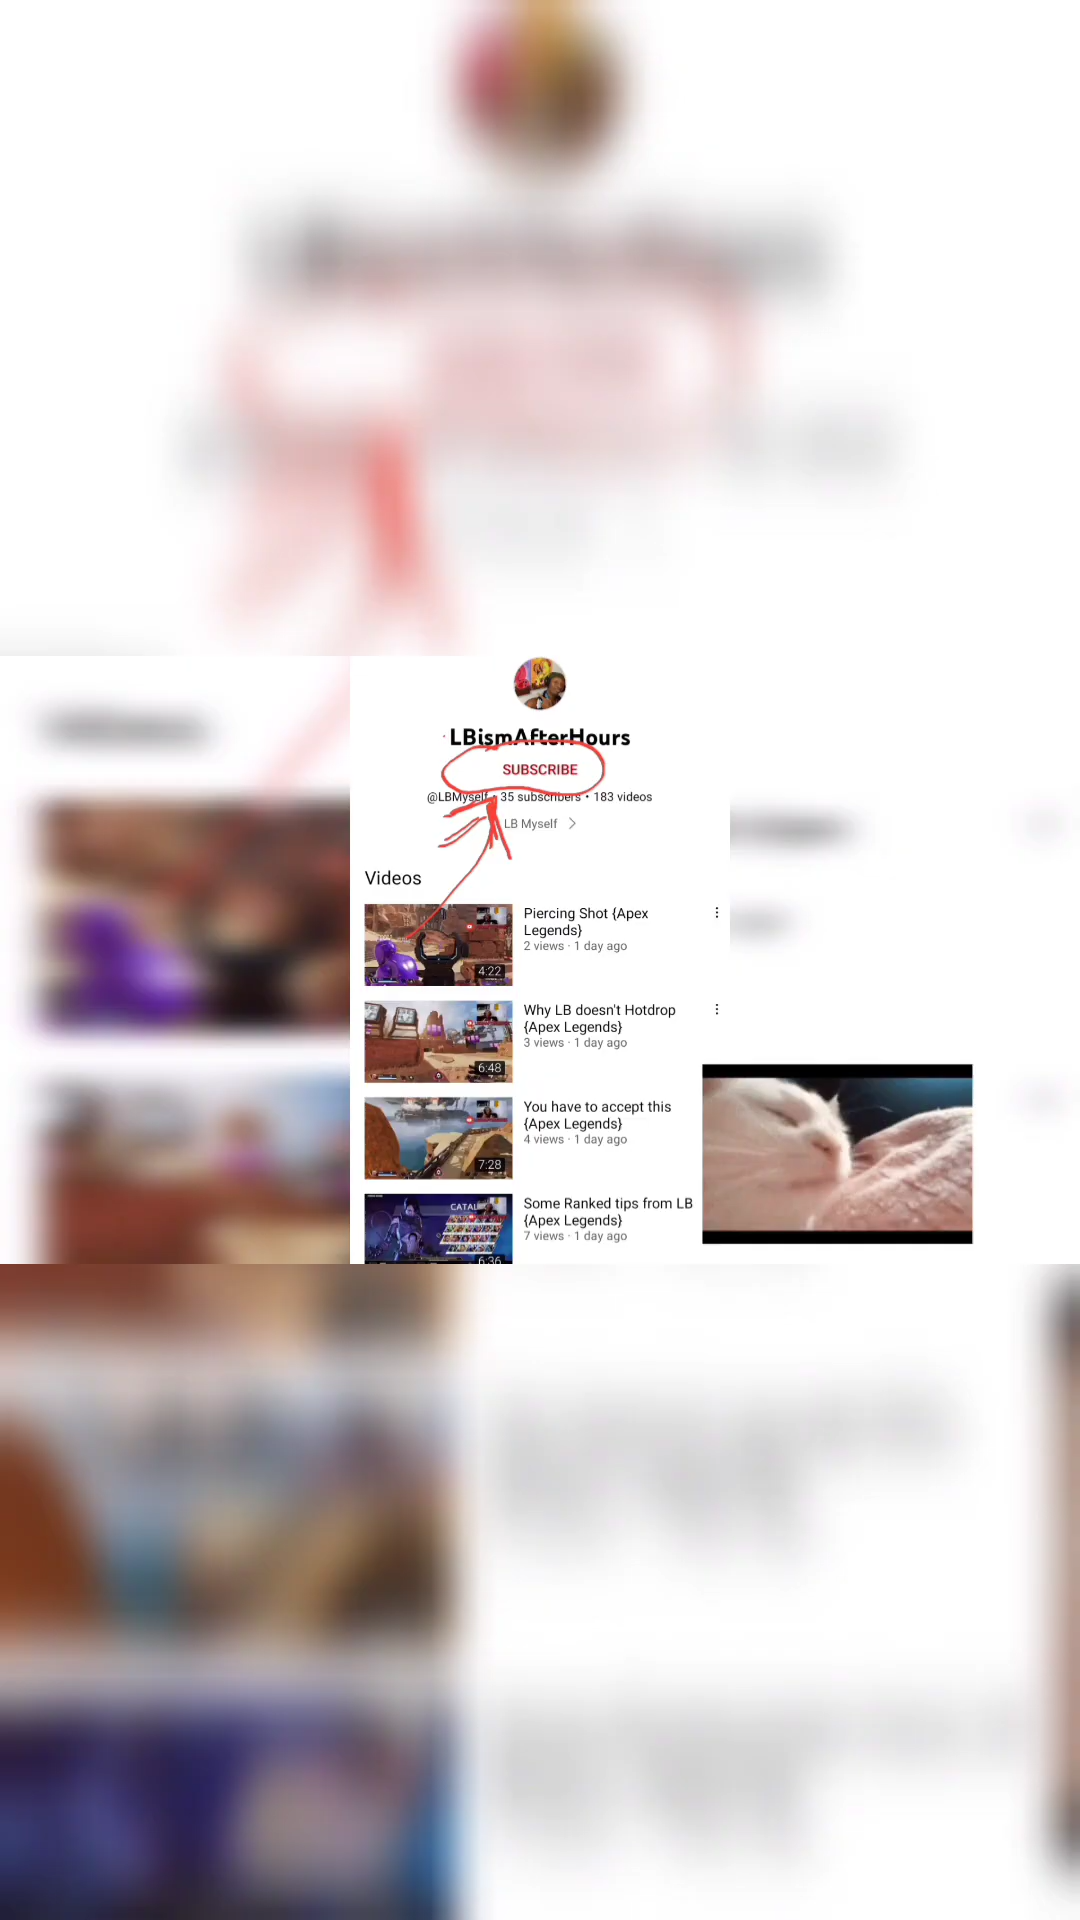 LBismAfterHours
SUBSCRIBE
@LBMyself • 35 subscribers • 183 videos
LB Myself
Videos
Piercing Shot {Apex
Legends}
2 views · 1 day ago
4:22
Why LB doesn't Hotdrop
{Apex Legends}
3 views · 1 day ago
6:48
You have to accept this
{Apex Legends}
4 views · 1 day ago
7:28
Some Ranked tips from LB
{Apex Legends}
7 views · 1 day ago
6:36